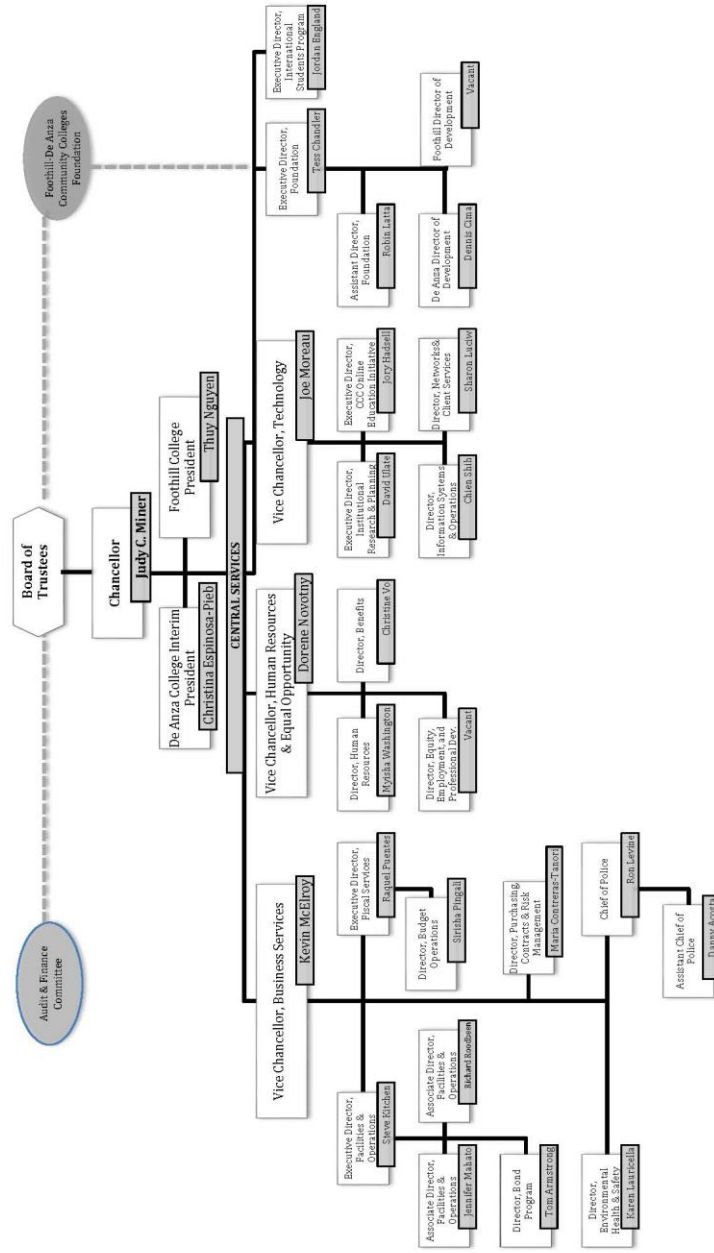 Board of
Trustees
Audit & Finance
Committee
Foothill-De Anza
Community Colleges
Foundation
Chancellor
Judy C. Miner
De Anza College Interim
President
Christina Espinosa-Pieb
Foothill College
President
Thuy Nguyen
CENTRAL SERVICES
Vice Chancellor, Business Services
Kevin McElroy
Vice Chancellor, Human Resources
& Equal Opportunity
Dorene Novotny
Vice Chancellor, Technology
Joe Moreau
Executive Director,
Foundation
Tess Chandler
Executive Director,
International
Students Program
Jordan England
Executive Director,
Facilities &
Operations
Steve Kitchen
Executive Director,
Fiscal Services
Raquel Puentes
Director, Human
Resources
Myisha Washington
Director, Benefits
Christine Vo
Executive Director,
Institutional
Research & Planning
David Ulate
Executive Director,
CCC Online
Education Initiative
Jory Hadsell
Assistant Director,
Foundation
Robin Latta
Associate Director,
Facilities &
Operations
Jennifer Mahato
Associate Director,
Facilities &
Operations
Richard Roodbeen
Director, Budget
Operations
Sirisha Pingali
Director, Equity,
Employment, and
Professional Dev.
Vacant
Director,
Information Systems
& Operations
Chien Shih
Director, Networks&
Client Services
Sharon Luciw
De Anza Director of
Development
Dennis Cima
Foothill Director of
Development
Vacant
Director, Bond
Program
Tom Armstrong
Director, Purchasing,
Contracts & Risk
Management
Maria Contreras-Tanori
Director,
Environmental
Health & Safety
Karen Lauricella
Chief of Police
Ron Levine
Assistant Chief of
Police
Danny Acosta